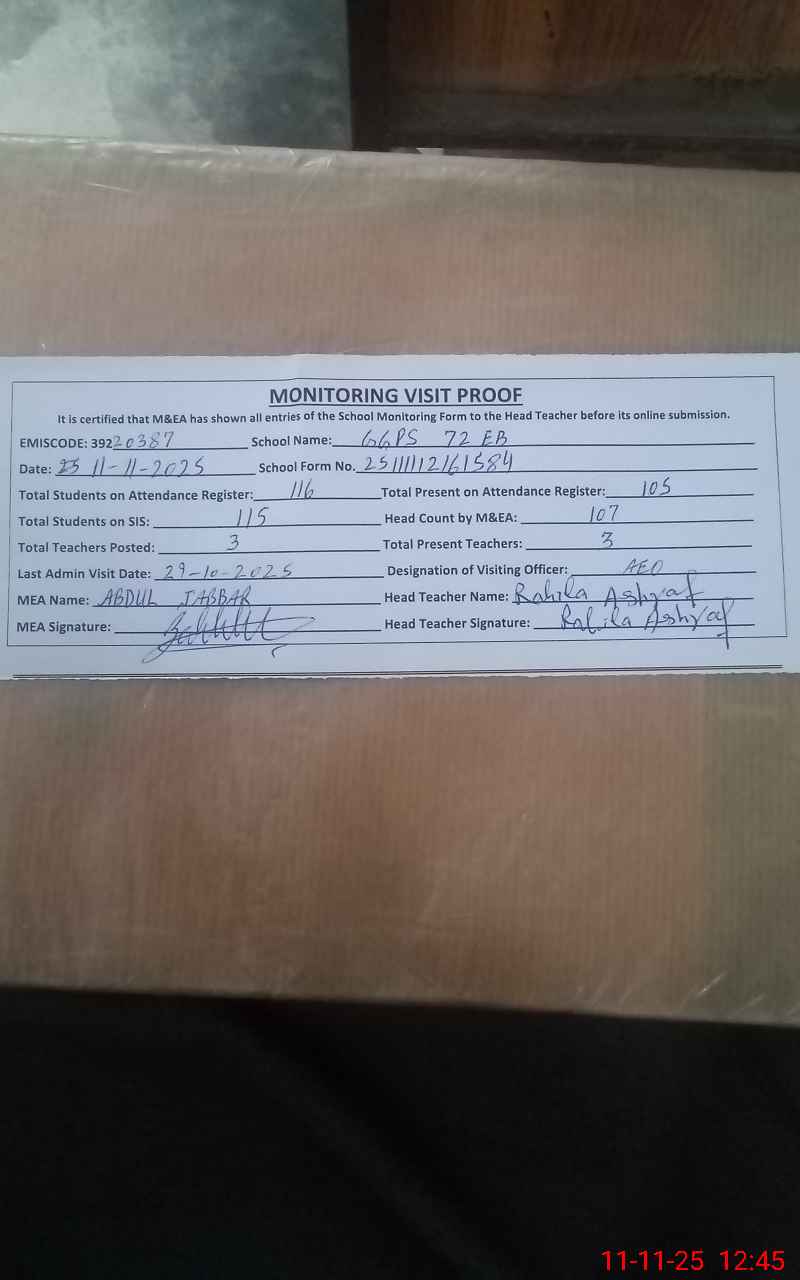 MONITORING VISIT PROOF
It is certified that M&EA has shown all entries of the School Monitoring Form to the Head Teacher before its online submission.
EMISCODE: 39220387 School Name: GGPS 72 EB
Date: 11-11-2025 School Form No. 2511112161584
Total Students on Attendance Register: 116 Total Present on Attendance Register: 105
Total Students on SIS: 115 Head Count by M&EA: 107
Total Teachers Posted: 3 Total Present Teachers: 3
Last Admin Visit Date: 29-10-2025 Designation of Visiting Officer: AEO
MEA Name: ABDUL JABBAR Head Teacher Name: Rahila Ashraf
MEA Signature: Head Teacher Signature: Rahila Ashraf
11-11-25 12:45